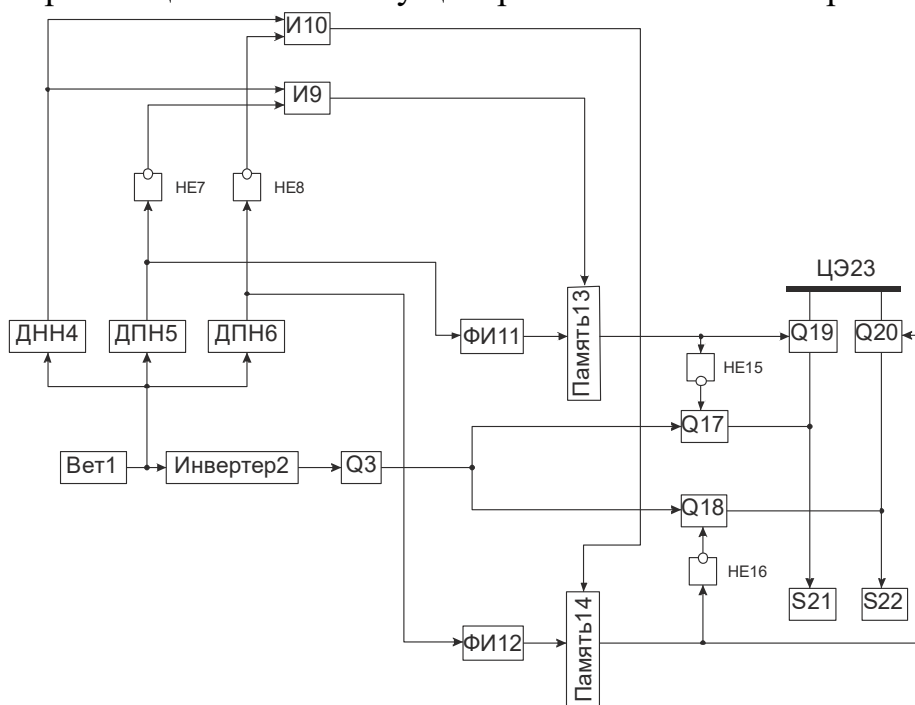 И10
И9
НЕ7
НЕ8
ЦЭ23
ДНН4
ДПН5
ДПН6
ФИ11
Память13
Q19
Q20
НЕ15
Q17
Вет1
Инвертер2
Q3
Q18
НЕ16
S21
S22
ФИ12
Память14